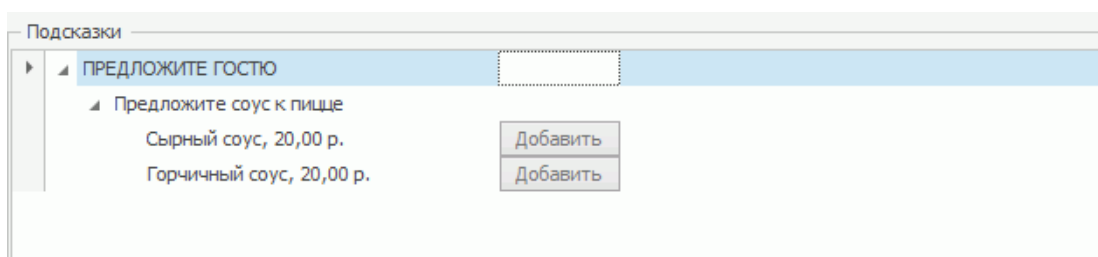 Подсказки
ПРЕДЛОЖИТЕ ГОСТЮ
Предложите соус к пицце
Сырный соус, 20,00 р. Добавить
Горчичный соус, 20,00 р. Добавить